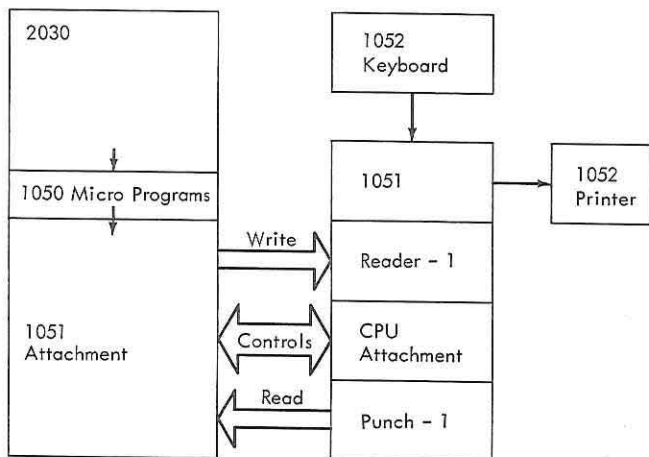 2030
1050 Micro Programs
1051
Attachment
Write
Controls
Read
1052
Keyboard
1051
Reader - 1
CPU
Attachment
Punch - 1
1052
Printer